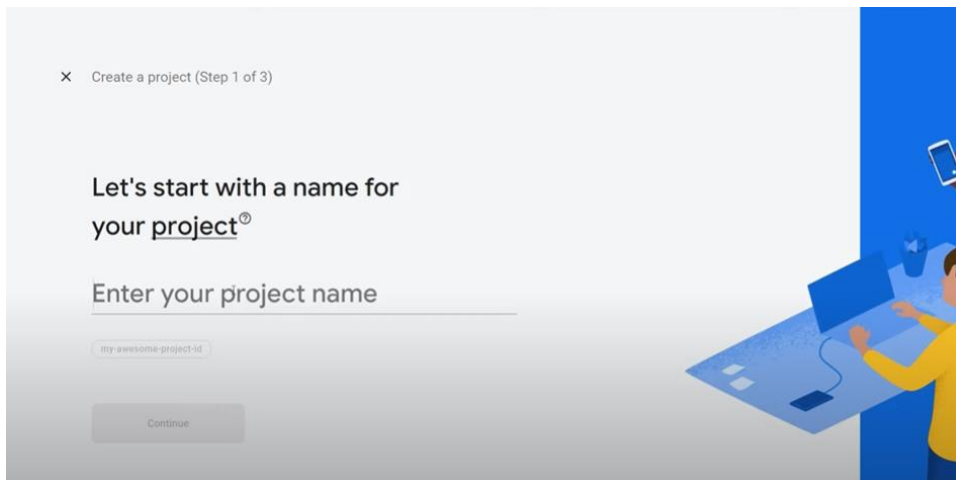 Create a project (Step 1 of 3)
Let's start with a name for
your project
Enter your project name
my-awesome-project-id
Continue